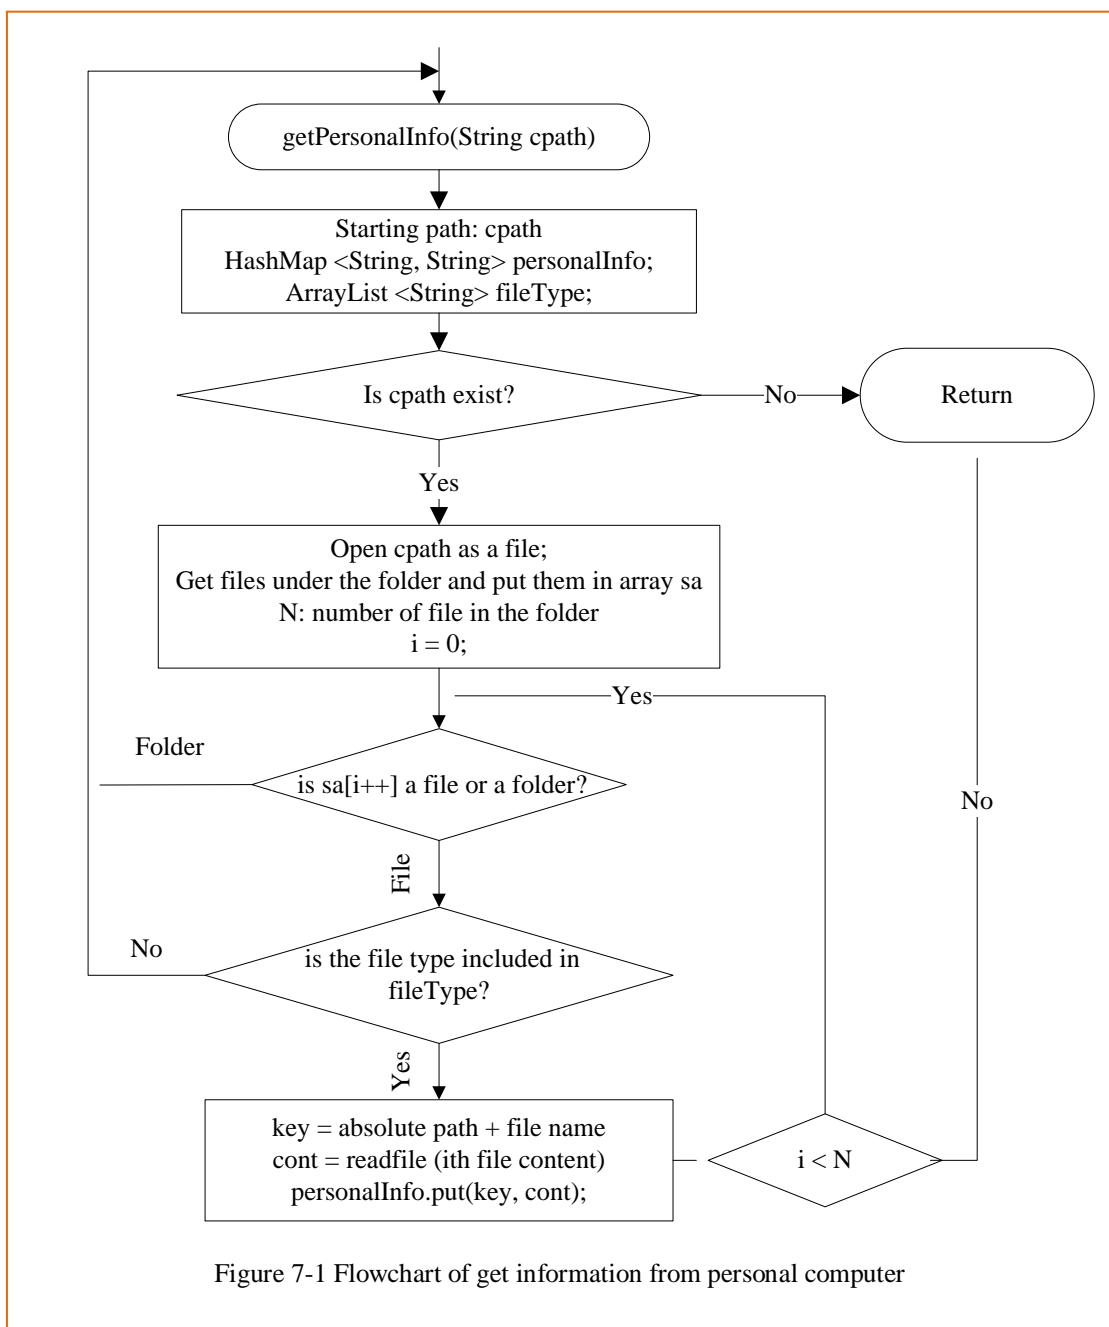 getPersonalInfo(String cpath)
Starting path: cpath
HashMap <String, String> personalInfo;
ArrayList <String> fileType;
Is cpath exist?
No
Return
Yes
Open cpath as a file;
Get files under the folder and put them in array sa
N: number of file in the folder
i = 0;
Yes
Folder
is sa[i++] a file or a folder?
No
File
No
is the file type included in
fileType?
Yes
key = absolute path + file name
cont = readfile (ith file content)
personalInfo.put(key, cont);
i < N
Figure 7-1 Flowchart of get information from personal computer